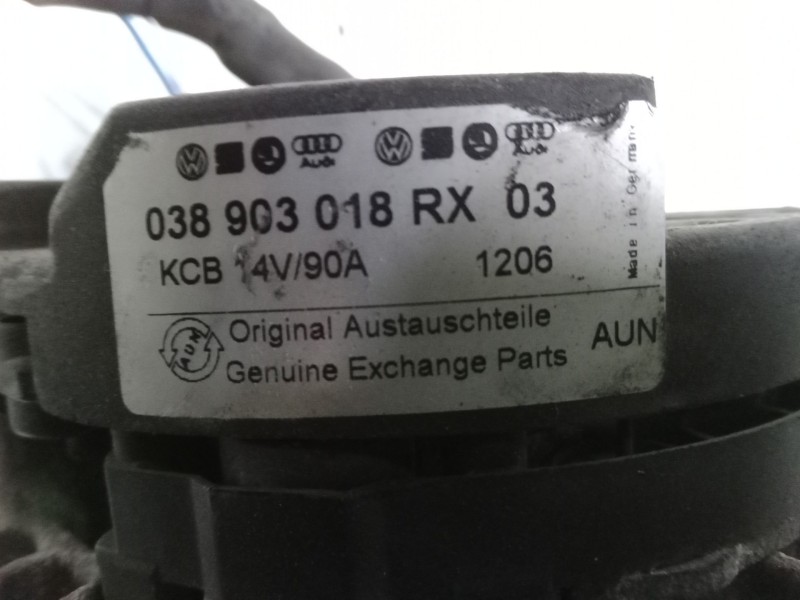 Audi Audi
038 903 018 RX 03
KCB 14V/90A 1206
Original Austauschteile
Genuine Exchange Parts
AUN
AUN
Made in Germany